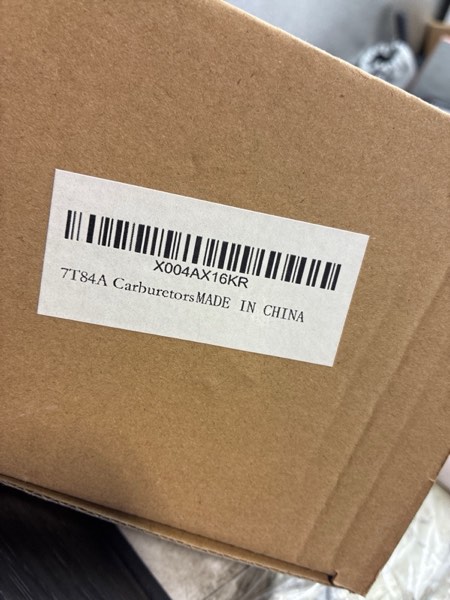 X004AX16KR
7T84A CarburetorsMADE IN CHINA